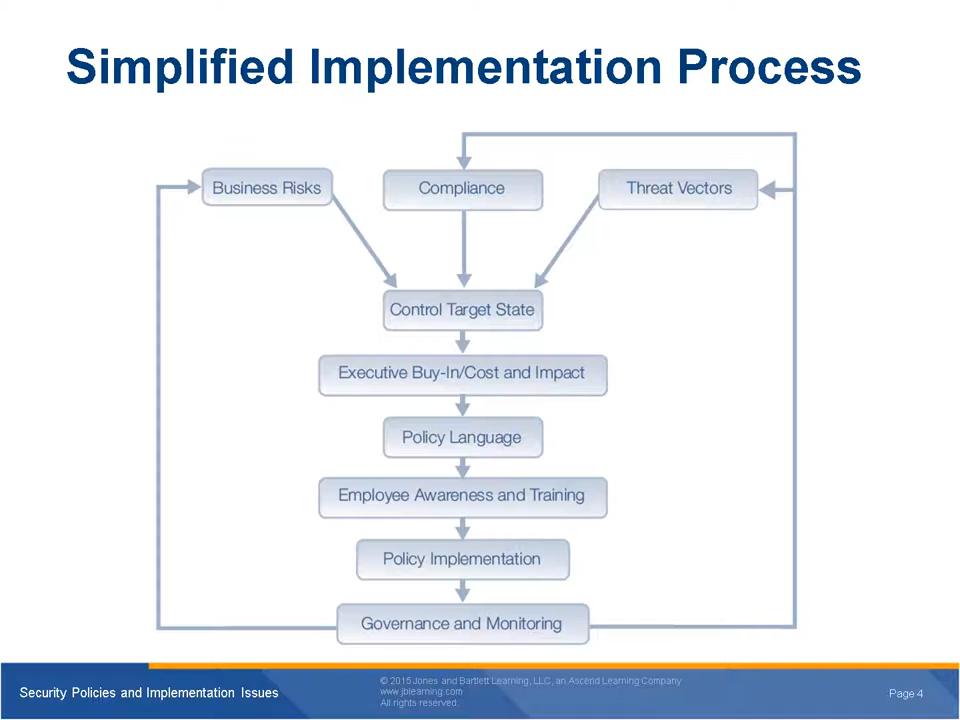 Simplified Implementation Process
Business Risks
Compliance
Threat Vectors
Control Target State
Executive Buy-In/Cost and Impact
Policy Language
Employee Awareness and Training
Policy Implementation
Governance and Monitoring
Security Policies and Implementation Issues
© 2015 Jones and Bartlett Learning, LLC, an Ascend Learning Company
www.jblearning.com
All rights reserved.
Page 4